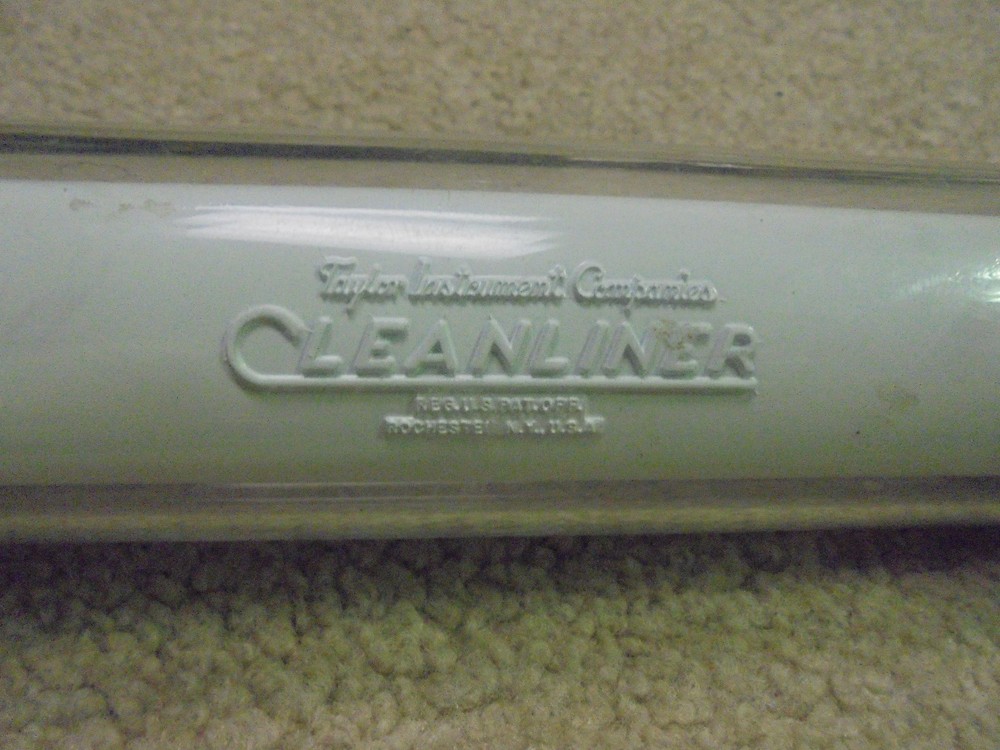 Taylor Instrument Companies
CLEANLINER
REG. U.S. PAT. OFF.
ROCHESTER N.Y., U.S.A.